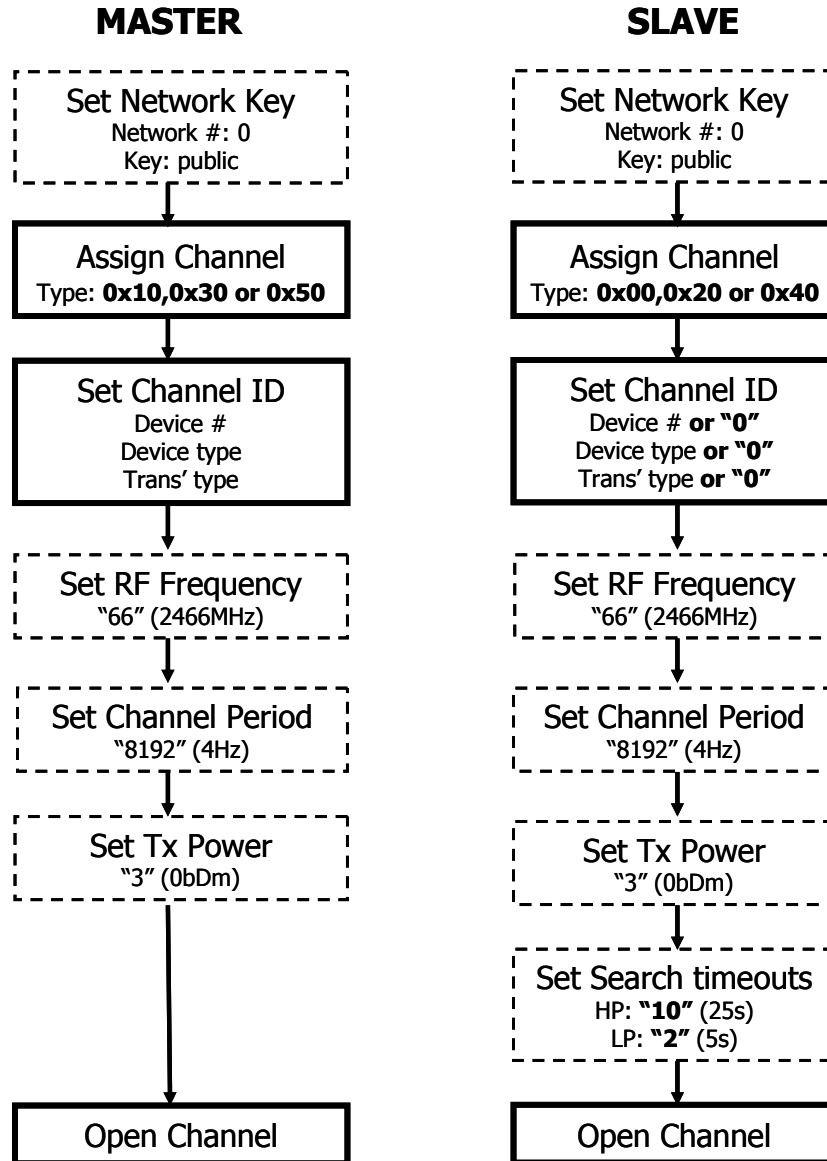 MASTER
Set Network Key
Network #: 0
Key: public
Assign Channel
Type: 0x10,0x30 or 0x50
Set Channel ID
Device #
Device type
Trans’ type
Set RF Frequency
“66” (2466MHz)
Set Channel Period
“8192” (4Hz)
Set Tx Power
“3” (0bDm)
Open Channel
SLAVE
Set Network Key
Network #: 0
Key: public
Assign Channel
Type: 0x00,0x20 or 0x40
Set Channel ID
Device # or “0”
Device type or “0”
Trans’ type or “0”
Set RF Frequency
“66” (2466MHz)
Set Channel Period
“8192” (4Hz)
Set Tx Power
“3” (0bDm)
Set Search timeouts
HP: “10” (25s)
LP: “2” (5s)
Open Channel